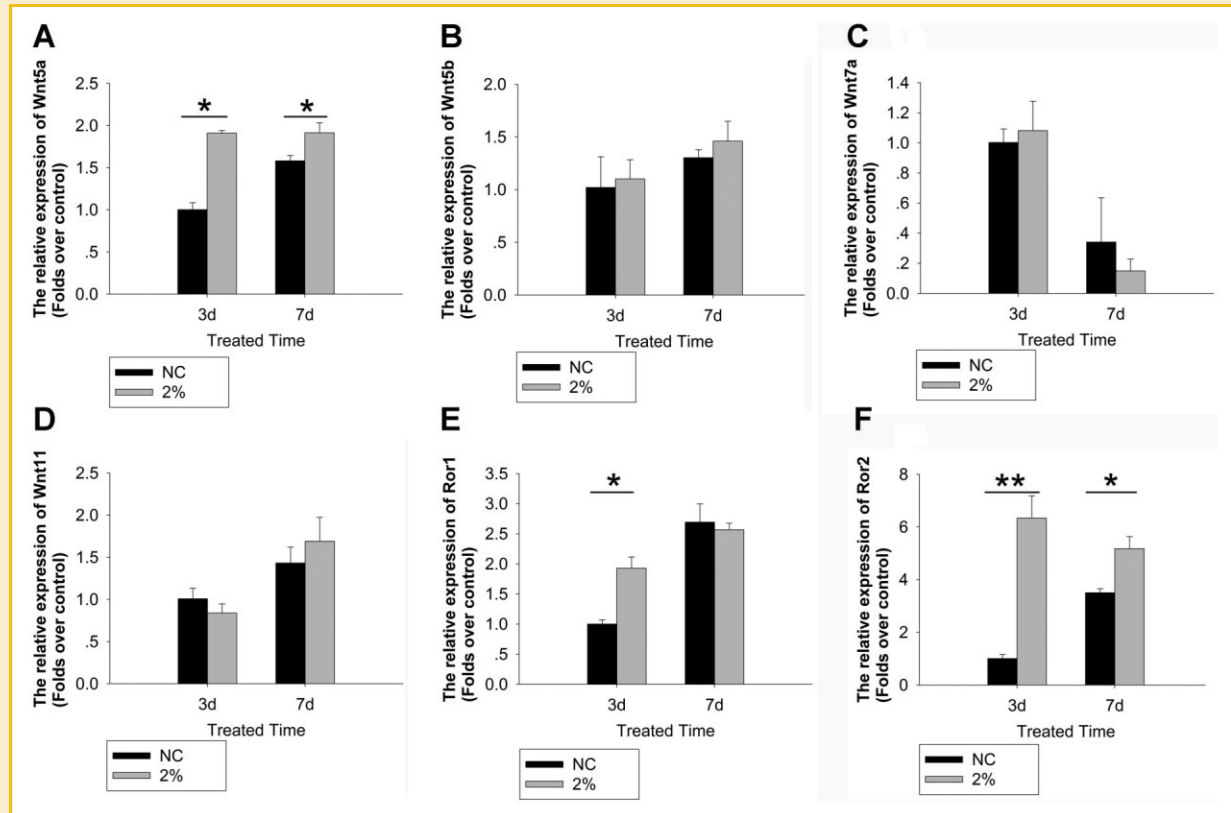 A
The relative expression of Wnt5a
(Folds over control)
2.5
2.0
1.5
1.0
.5
0.0
*
*
3d
7d
Treated Time
NC
2%
B
The relative expression of Wnt5b
(Folds over control)
2.0
1.5
1.0
.5
0.0
3d
7d
Treated Time
NC
2%
C
The relative expression of Wnt7a
(Folds over control)
1.4
1.2
1.0
.8
.6
.4
.2
0.0
3d
7d
Treated Time
NC
2%
D
The relative expression of Wnt11
(Folds over control)
2.5
2.0
1.5
1.0
.5
0.0
3d
7d
Treated Time
NC
2%
E
The relative expression of Ror1
(Folds over control)
3.5
3.0
2.5
2.0
1.5
1.0
.5
0.0
*
3d
7d
Treated Time
NC
2%
F
The relative expression of Ror2
(Folds over control)
8
6
4
2
0
**
*
3d
7d
Treated Time
NC
2%